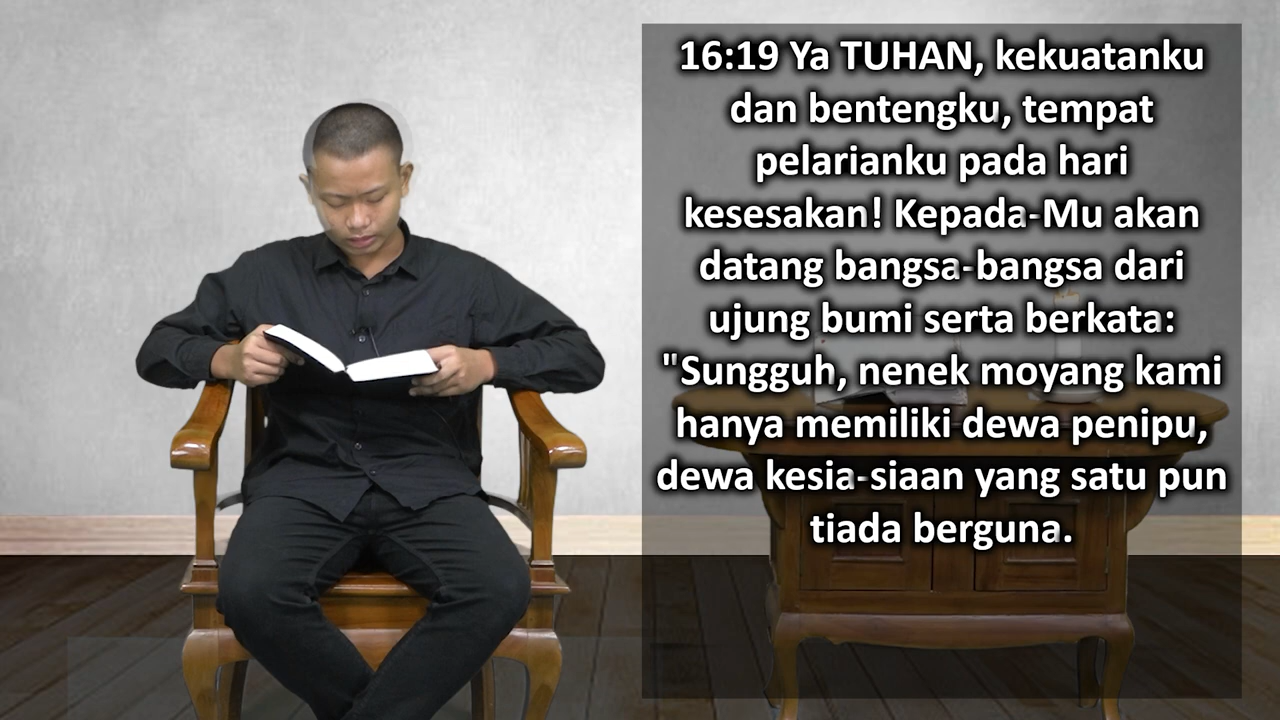 16:19 Ya TUHAN, kekuatanku
dan bentengku, tempat
pelarianku pada hari
kesesakan! Kepada-Mu akan
datang bangsa-bangsa dari
ujung bumi serta berkata:
"Sungguh, nenek moyang kami
hanya memiliki dewa penipu,
dewa kesia-siaan yang satu pun
tiada berguna.